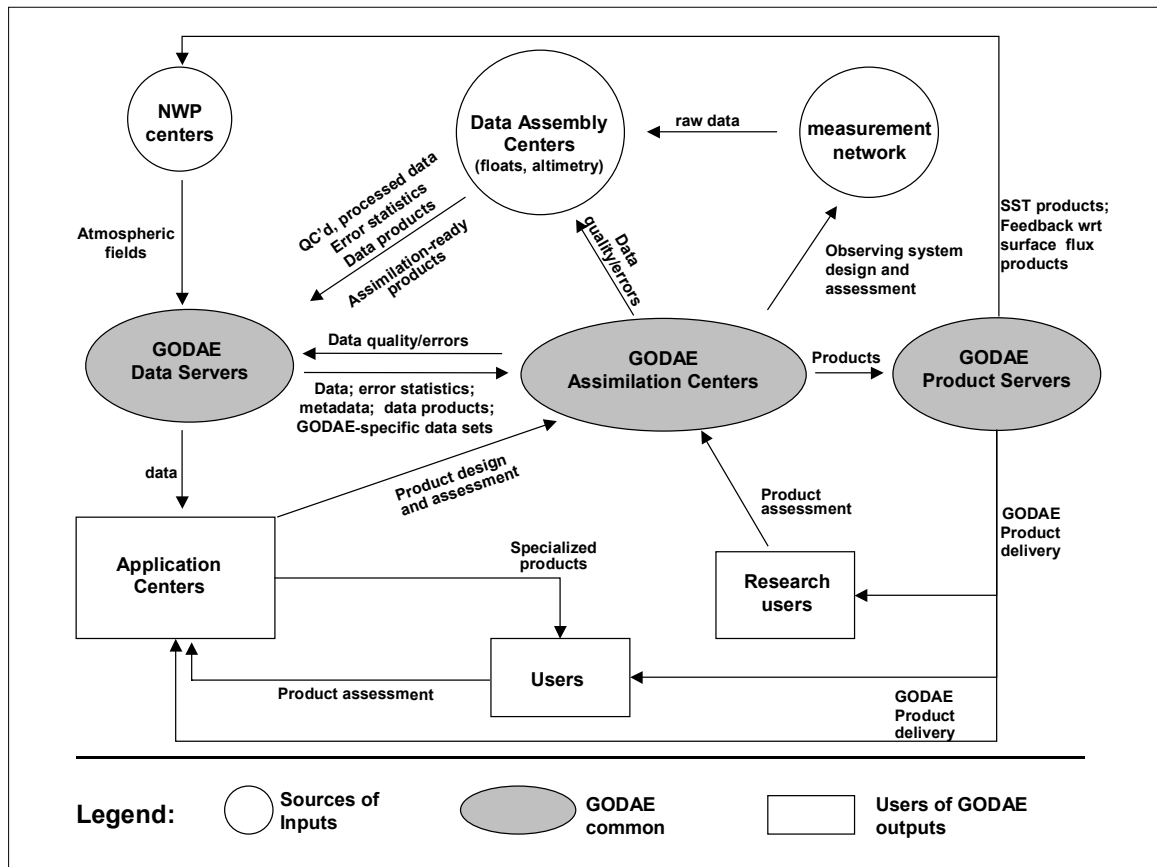 NWP
centers
Data Assembly
Centers
(floats, altimetry)
raw data
measurement
network
QC'd, processed data
Error statistics
Data products
Assimilation-ready
products
Atmospheric
fields
Data
quality/errors
Observing system
design and
assessment
SST products;
Feedback wrt
surface flux
products
GODAE
Data Servers
Data quality/errors
Data; error statistics;
metadata; data products;
GODAE-specific data sets
GODAE
Assimilation Centers
Products
GODAE
Product Servers
data
Product design
and assessment
Product
assessment
GODAE
Product
delivery
Application
Centers
Specialized
products
Research
users
Users
Product assessment
GODAE
Product
delivery
Legend:
Sources of
Inputs
GODAE
common
Users of GODAE
outputs